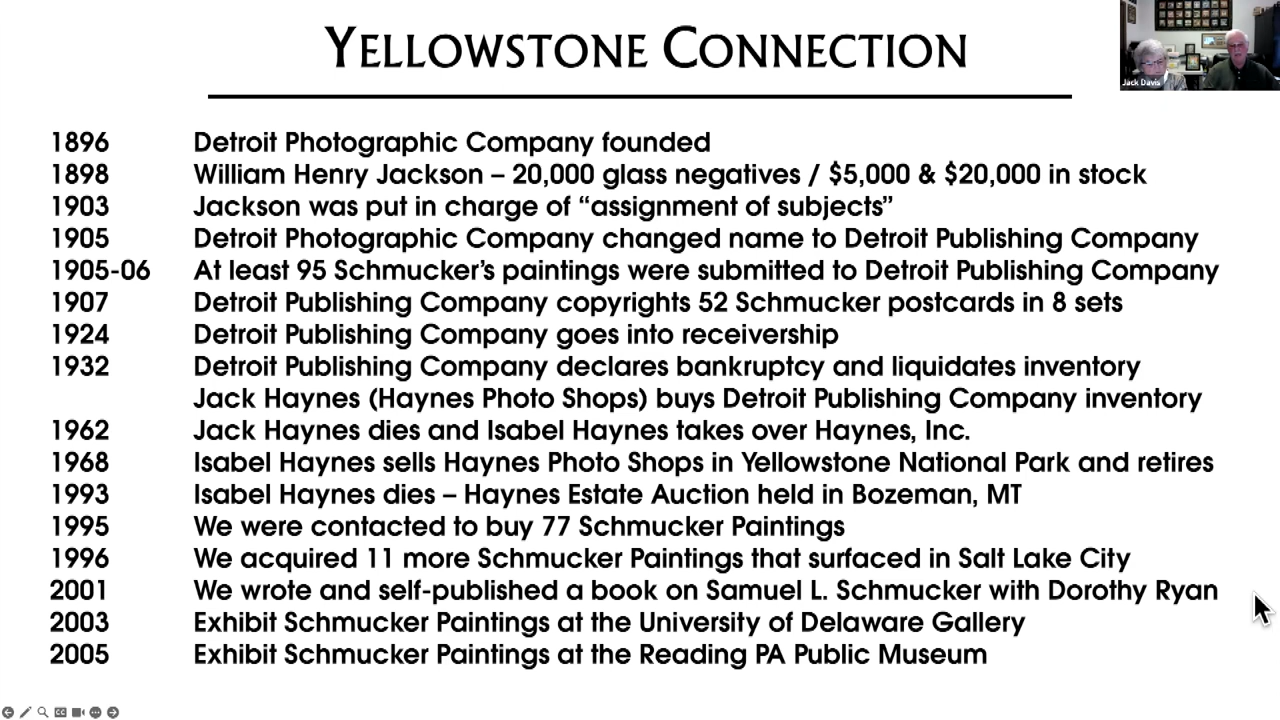 YELLOWSTONE CONNECTION
Jack Davis
1896 Detroit Photographic Company founded
1898 William Henry Jackson – 20,000 glass negatives / $5,000 & $20,000 in stock
1903 Jackson was put in charge of “assignment of subjects”
1905 Detroit Photographic Company changed name to Detroit Publishing Company
1905-06 At least 95 Schmucker’s paintings were submitted to Detroit Publishing Company
1907 Detroit Publishing Company copyrights 52 Schmucker postcards in 8 sets
1924 Detroit Publishing Company goes into receivership
1932 Detroit Publishing Company declares bankruptcy and liquidates inventory
Jack Haynes (Haynes Photo Shops) buys Detroit Publishing Company inventory
1962 Jack Haynes dies and Isabel Haynes takes over Haynes, Inc.
1968 Isabel Haynes sells Haynes Photo Shops in Yellowstone National Park and retires
1993 Isabel Haynes dies – Haynes Estate Auction held in Bozeman, MT
1995 We were contacted to buy 77 Schmucker Paintings
1996 We acquired 11 more Schmucker Paintings that surfaced in Salt Lake City
2001 We wrote and self-published a book on Samuel L. Schmucker with Dorothy Ryan
2003 Exhibit Schmucker Paintings at the University of Delaware Gallery
2005 Exhibit Schmucker Paintings at the Reading PA Public Museum
CC